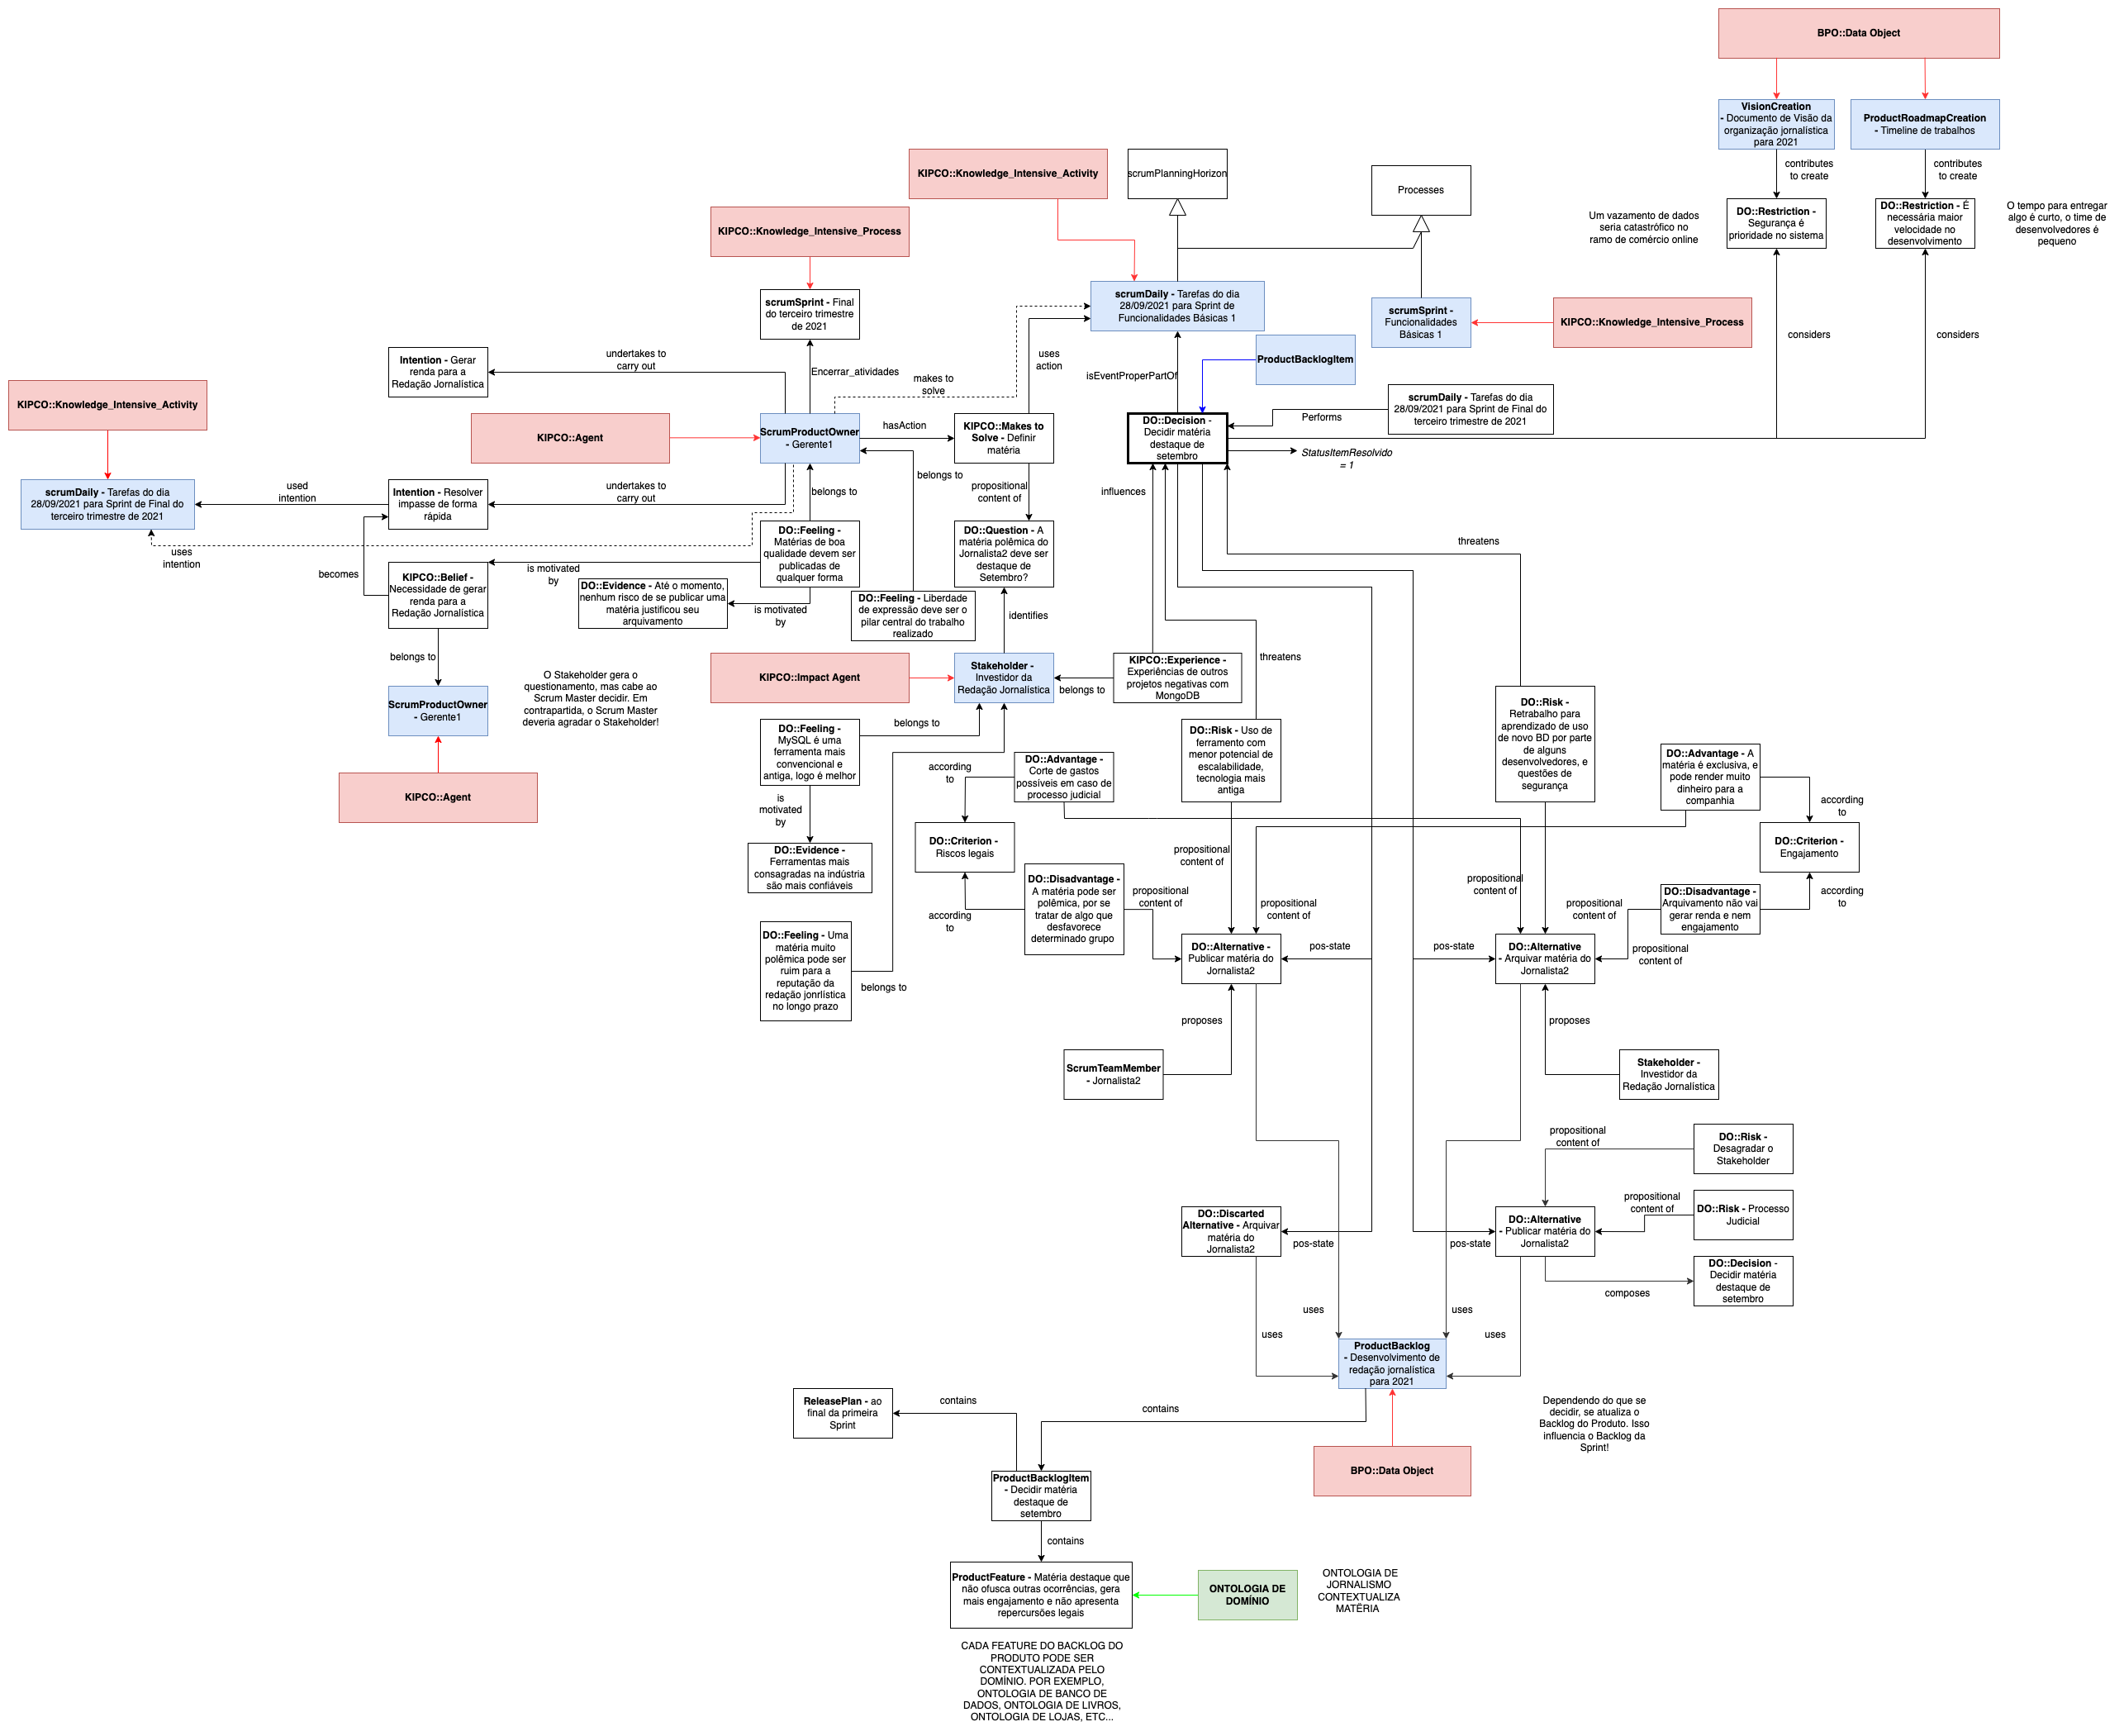 BPO::Data Object
VisionCreation
- Documento de Visão da
organização jornalística
para 2021
ProductRoadmapCreation
- Timeline de trabalhos
contributes
to create
contributes
to create
Um vazamento de dados
seria catastrófico no
ramo de comércio online
DO::Restriction -
Segurança é
prioridade no sistema
DO::Restriction - É
necessária maior
velocidade no
desenvolvimento
O tempo para entregar
algo é curto, o time de
desenvolvedores é
pequeno
considers
considers
KIPCO::Knowledge_Intensive_Activity
scrumPlanningHorizon
Processes
KIPCO::Knowledge_Intensive_Process
scrumSprint - Final
do terceiro trimestre
de 2021
scrumDaily - Tarefas do dia
28/09/2021 para Sprint de
Funcionalidades Básicas 1
scrumSprint -
Funcionalidades
Básicas 1
KIPCO::Knowledge_Intensive_Process
ProductBacklogItem
Intention - Gerar
renda para a
Redação Jornalística
undertakes to
carry out
Encerrar_atividades
makes to
solve
uses
action
isEventProperPartOf
KIPCO::Knowledge_Intensive_Activity
KIPCO::Agent
ScrumProductOwner
- Gerente1
hasAction
KIPCO::Makes to
Solve - Definir
matéria
DO::Decision -
Decidir matéria
destaque de
setembro
Performs
scrumDaily - Tarefas do dia
28/09/2021 para Sprint de Final do
terceiro trimestre de 2021
StatusItemResolvido
= 1
scrumDaily - Tarefas do dia
28/09/2021 para Sprint de Final do
terceiro trimestre de 2021
used
intention
Intention - Resolver
impasse de forma
rápida
undertakes to
carry out
belongs to
belongs to
propositional
content of
influences
uses
intention
becomes
DO::Feeling -
Matérias de boa
qualidade devem ser
publicadas de
qualquer forma
is motivated
by
DO::Question - A
matéria polêmica do
Jornalista2 deve ser
destaque de
Setembro?
threatens
KIPCO::Belief -
Necessidade de gerar
renda para a
Redação Jornalística
DO::Evidence - Até o momento,
nenhum risco de se publicar uma
matéria justificou seu
arquivamento
is motivated
by
DO::Feeling - Liberdade
de expressão deve ser o
pilar central do trabalho
realizado
identifies
belongs to
ScrumProductOwner
- Gerente1
KIPCO::Agent
O Stakeholder gera o
questionamento, mas cabe ao
Scrum Master decidir. Em
contrapartida, o Scrum Master
deveria agradar o Stakeholder!
KIPCO::Impact Agent
Stakeholder -
Investidor da
Redação Jornalística
belongs to
KIPCO::Experience -
Experiências de outros
projetos negativas com
MongoDB
threatens
DO::Feeling -
MySQL é uma
ferramenta mais
convencional e
antiga, logo é melhor
belongs to
is
motivated
by
DO::Evidence -
Ferramentas mais
consagradas na indústria
são mais confiáveis
DO::Feeling - Uma
matéria muito
polêmica pode ser
ruim para a
reputação da
redação jonrlística
no longo prazo
belongs to
according
to
DO::Advantage -
Corte de gastos
possíveis em caso de
processo judicial
DO::Risk - Uso de
ferramento com
menor potencial de
escalabilidade,
tecnologia mais
antiga
DO::Risk -
Retrabalho para
aprendizado de uso
de novo BD por parte
de alguns
desenvolvedores, e
questões de
segurança
DO::Advantage - A
matéria é exclusiva, e
pode render muito
dinheiro para a
companhia
according
to
DO::Criterion -
Riscos legais
DO::Criterion -
Engajamento
propositional
content of
propositional
content of
according
to
DO::Disadvantage -
A matéria pode ser
polêmica, por se
tratar de algo que
desfavorece
determinado grupo
propositional
content of
propositional
content of
propositional
content of
DO::Disadvantage -
Arquivamento não vai
gerar renda e nem
engajamento
according
to
DO::Alternative -
Publicar matéria do
Jornalista2
pos-state
pos-state
DO::Alternative
- Arquivar matéria do
Jornalista2
propositional
content of
proposes
proposes
ScrumTeamMember
- Jornalista2
Stakeholder -
Investidor da
Redação Jornalística
propositional
content of
DO::Risk -
Desagradar o
Stakeholder
propositional
content of
DO::Risk - Processo
Judicial
DO::Discarted
Alternative - Arquivar
matéria do
Jornalista2
pos-state
pos-state
DO::Alternative
- Publicar matéria do
Jornalista2
composes
DO::Decision -
Decidir matéria
destaque de
setembro
uses
uses
uses
uses
ProductBacklog
- Desenvolvimento de
redação jornalística
para 2021
ReleasePlan - ao
final da primeira
Sprint
contains
contains
Dependendo do que se
decidir, se atualiza o
Backlog do Produto. Isso
influencia o Backlog da
Sprint!
BPO::Data Object
ProductBacklogItem
- Decidir matéria
destaque de
setembro
contains
ProductFeature - Matéria destaque que
não ofusca outras ocorrências, gera
mais engajamento e não apresenta
repercursões legais
ONTOLOGIA DE
DOMÍNIO
ONTOLOGIA DE
JORNALISMO
CONTEXTUALIZA
MATËRIA
CADA FEATURE DO BACKLOG DO
PRODUTO PODE SER
CONTEXTUALIZADA PELO
DOMÍNIO. POR EXEMPLO,
ONTOLOGIA DE BANCO DE
DADOS, ONTOLOGIA DE LIVROS,
ONTOLOGIA DE LOJAS, ETC...